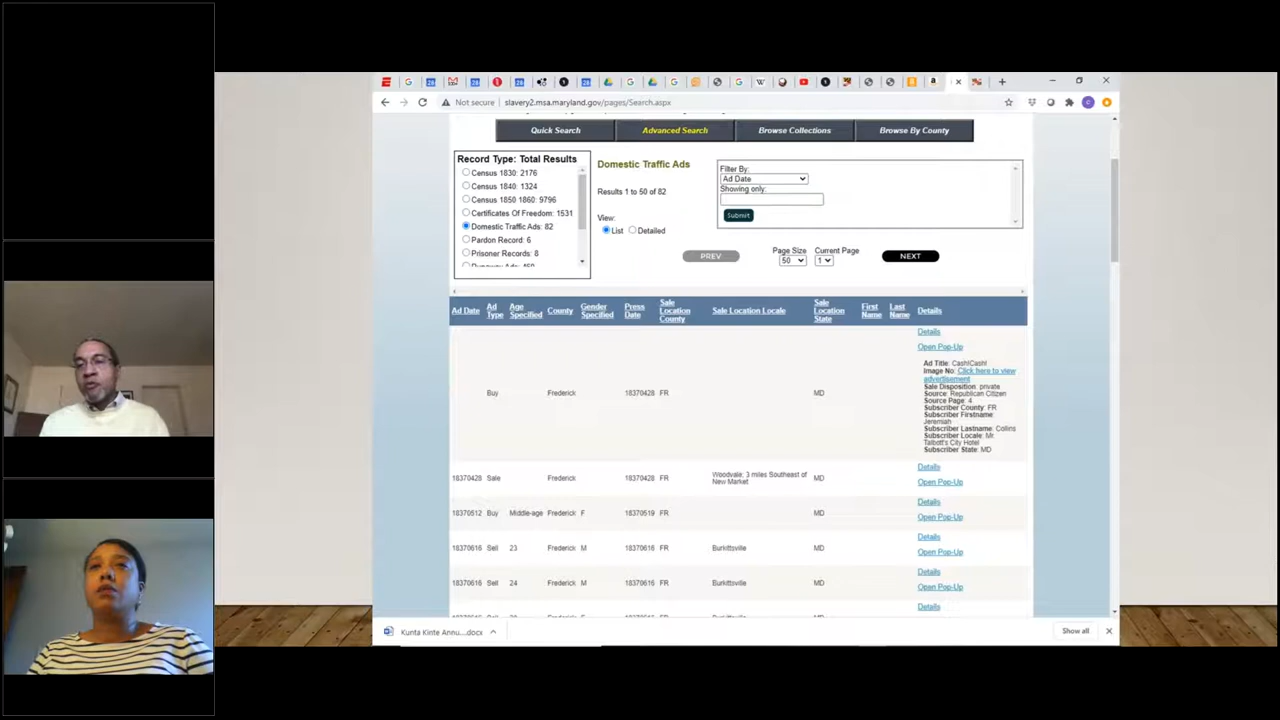 Not secure
slavery2.msa.maryland.gov/pages/Search.aspx
Quick Search
Advanced Search
Browse Collections
Browse By County
Record Type: Total Results
Census 1830: 2176
Census 1840: 1324
Census 1850 1860: 9796
Certificates Of Freedom: 1531
Domestic Traffic Ads: 82
Pardon Record: 6
Prisoner Records: 8
Domestic Traffic Ads
Results 1 to 50 of 82
View:
List Detailed
Filter By:
Ad Date
Showing only:
Submit
PREV
Page Size
50
Current Page
1
NEXT
Ad Date Ad Type Age Specified County Gender Specified Press Date Sale Location County Sale Location Locale Sale Location State First Name Last Name Details
Details
Open Pop-Up
Buy Frederick 18370428 FR MD
Ad Title: Cash!Cash!
Image No: Click here to view
advertisement
Sale Disposition: private
Source: Republican Citizen
Source Page: 4
Subscriber County: FR
Subscriber Firstname:
Jeremiah
Subscriber Lastname: Collins
Subscriber Locale: Mr.
Talbott's City Hotel
Subscriber State: MD
18370428 Sale Frederick 18370428 FR Woodvale; 3 miles Southeast of New Market MD
Details
Open Pop-Up
18370512 Buy Middle-age Frederick F 18370519 FR MD
Details
Open Pop-Up
18370616 Sell 23 Frederick M 18370616 FR Burkittsville MD
Details
Open Pop-Up
18370616 Sell 24 Frederick M 18370616 FR Burkittsville MD
Details
Open Pop-Up
Details
Kunta Kinte Annu....docx
Show all